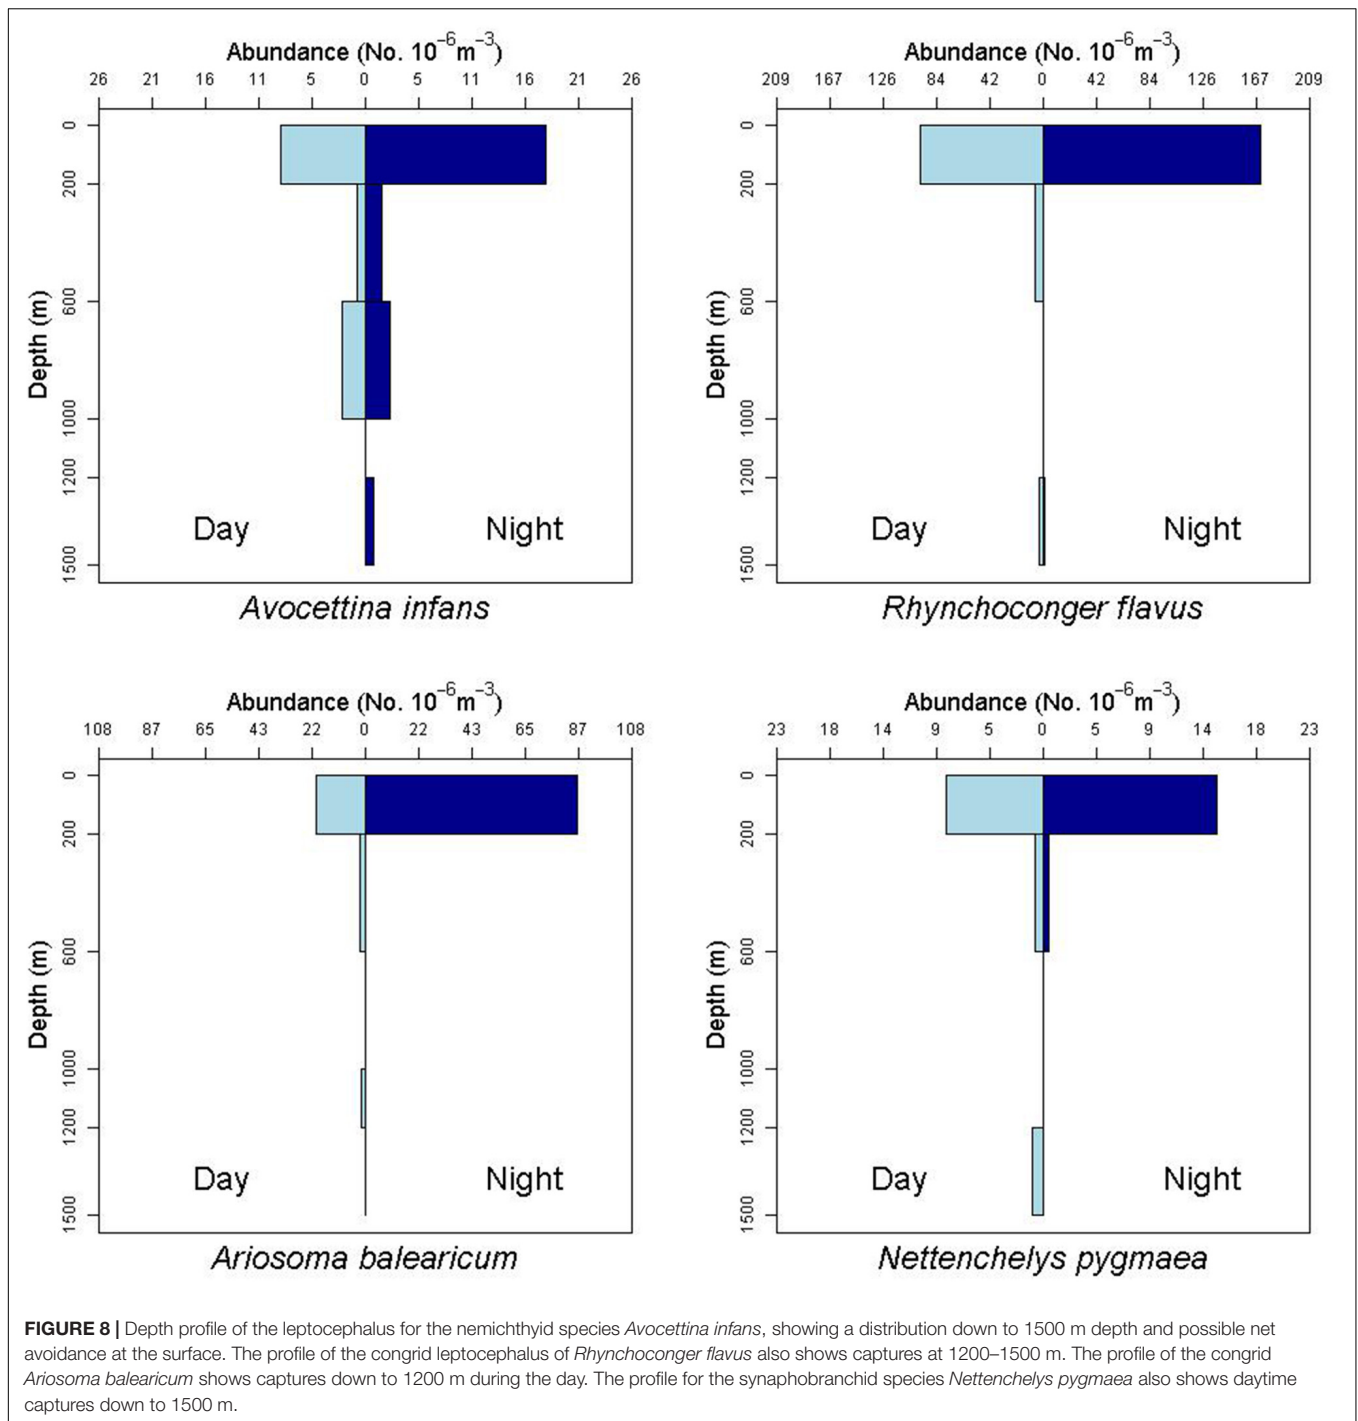 Abundance (No. 10⁻⁶m⁻³)
26 21 16 11 5 0 5 11 16 21 26
Depth (m)
0
200
600
1000
1200
1500
Day Night
Avocettina infans
Abundance (No. 10⁻⁶m⁻³)
209 167 126 84 42 0 42 84 126 167 209
Depth (m)
0
200
600
1000
1200
1500
Day Night
Rhynchoconger flavus
Abundance (No. 10⁻⁶m⁻³)
108 87 65 43 22 0 22 43 65 87 108
Depth (m)
0
200
600
1000
1200
1500
Day Night
Ariosoma balearicum
Abundance (No. 10⁻⁶m⁻³)
23 18 14 9 5 0 5 9 14 18 23
Depth (m)
0
200
600
1000
1200
1500
Day Night
Nettenchelys pygmaea
FIGURE 8 | Depth profile of the leptocephalus for the nemichthyid species Avocettina infans, showing a distribution down to 1500 m depth and possible net
avoidance at the surface. The profile of the congrid leptocephalus of Rhynchoconger flavus also shows captures at 1200–1500 m. The profile of the congrid
Ariosoma balearicum shows captures down to 1200 m during the day. The profile for the synaphobranchid species Nettenchelys pygmaea also shows daytime
captures down to 1500 m.